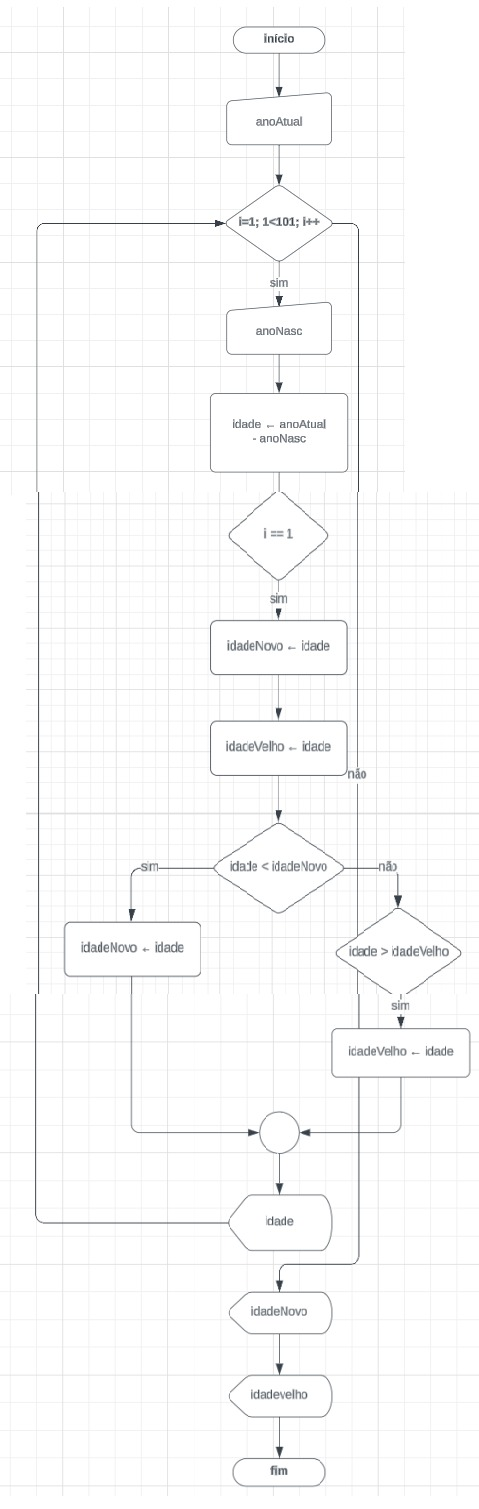 início
anoAtual
i=1; 1<101; i++
sim
anoNasc
idade ← anoAtual
- anoNasc
i == 1
sim
idadeNovo ← idade
idadeVelho ← idade
não
idade < idadeNovo
sim
não
idadeNovo ← idade
idade > idadeVelho
sim
idadeVelho ← idade
idade
idadeNovo
idadevelho
fim